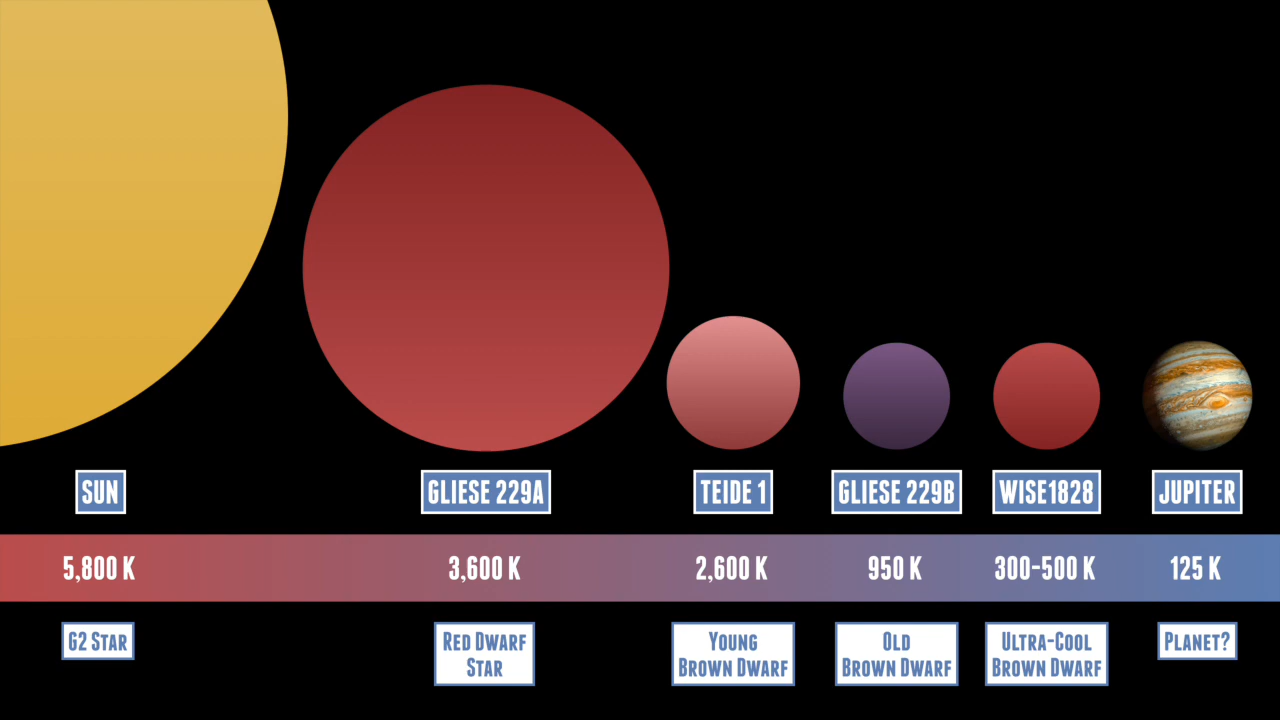 SUN
GLIESE 229A
TEIDE 1
GLIESE 229B
WISE1828
JUPITER
5,800 K
3,600 K
2,600 K
950 K
300-500 K
125 K
G2 STAR
RED DWARF
STAR
YOUNG
BROWN DWARF
OLD
BROWN DWARF
ULTRA-COOL
BROWN DWARF
PLANET?